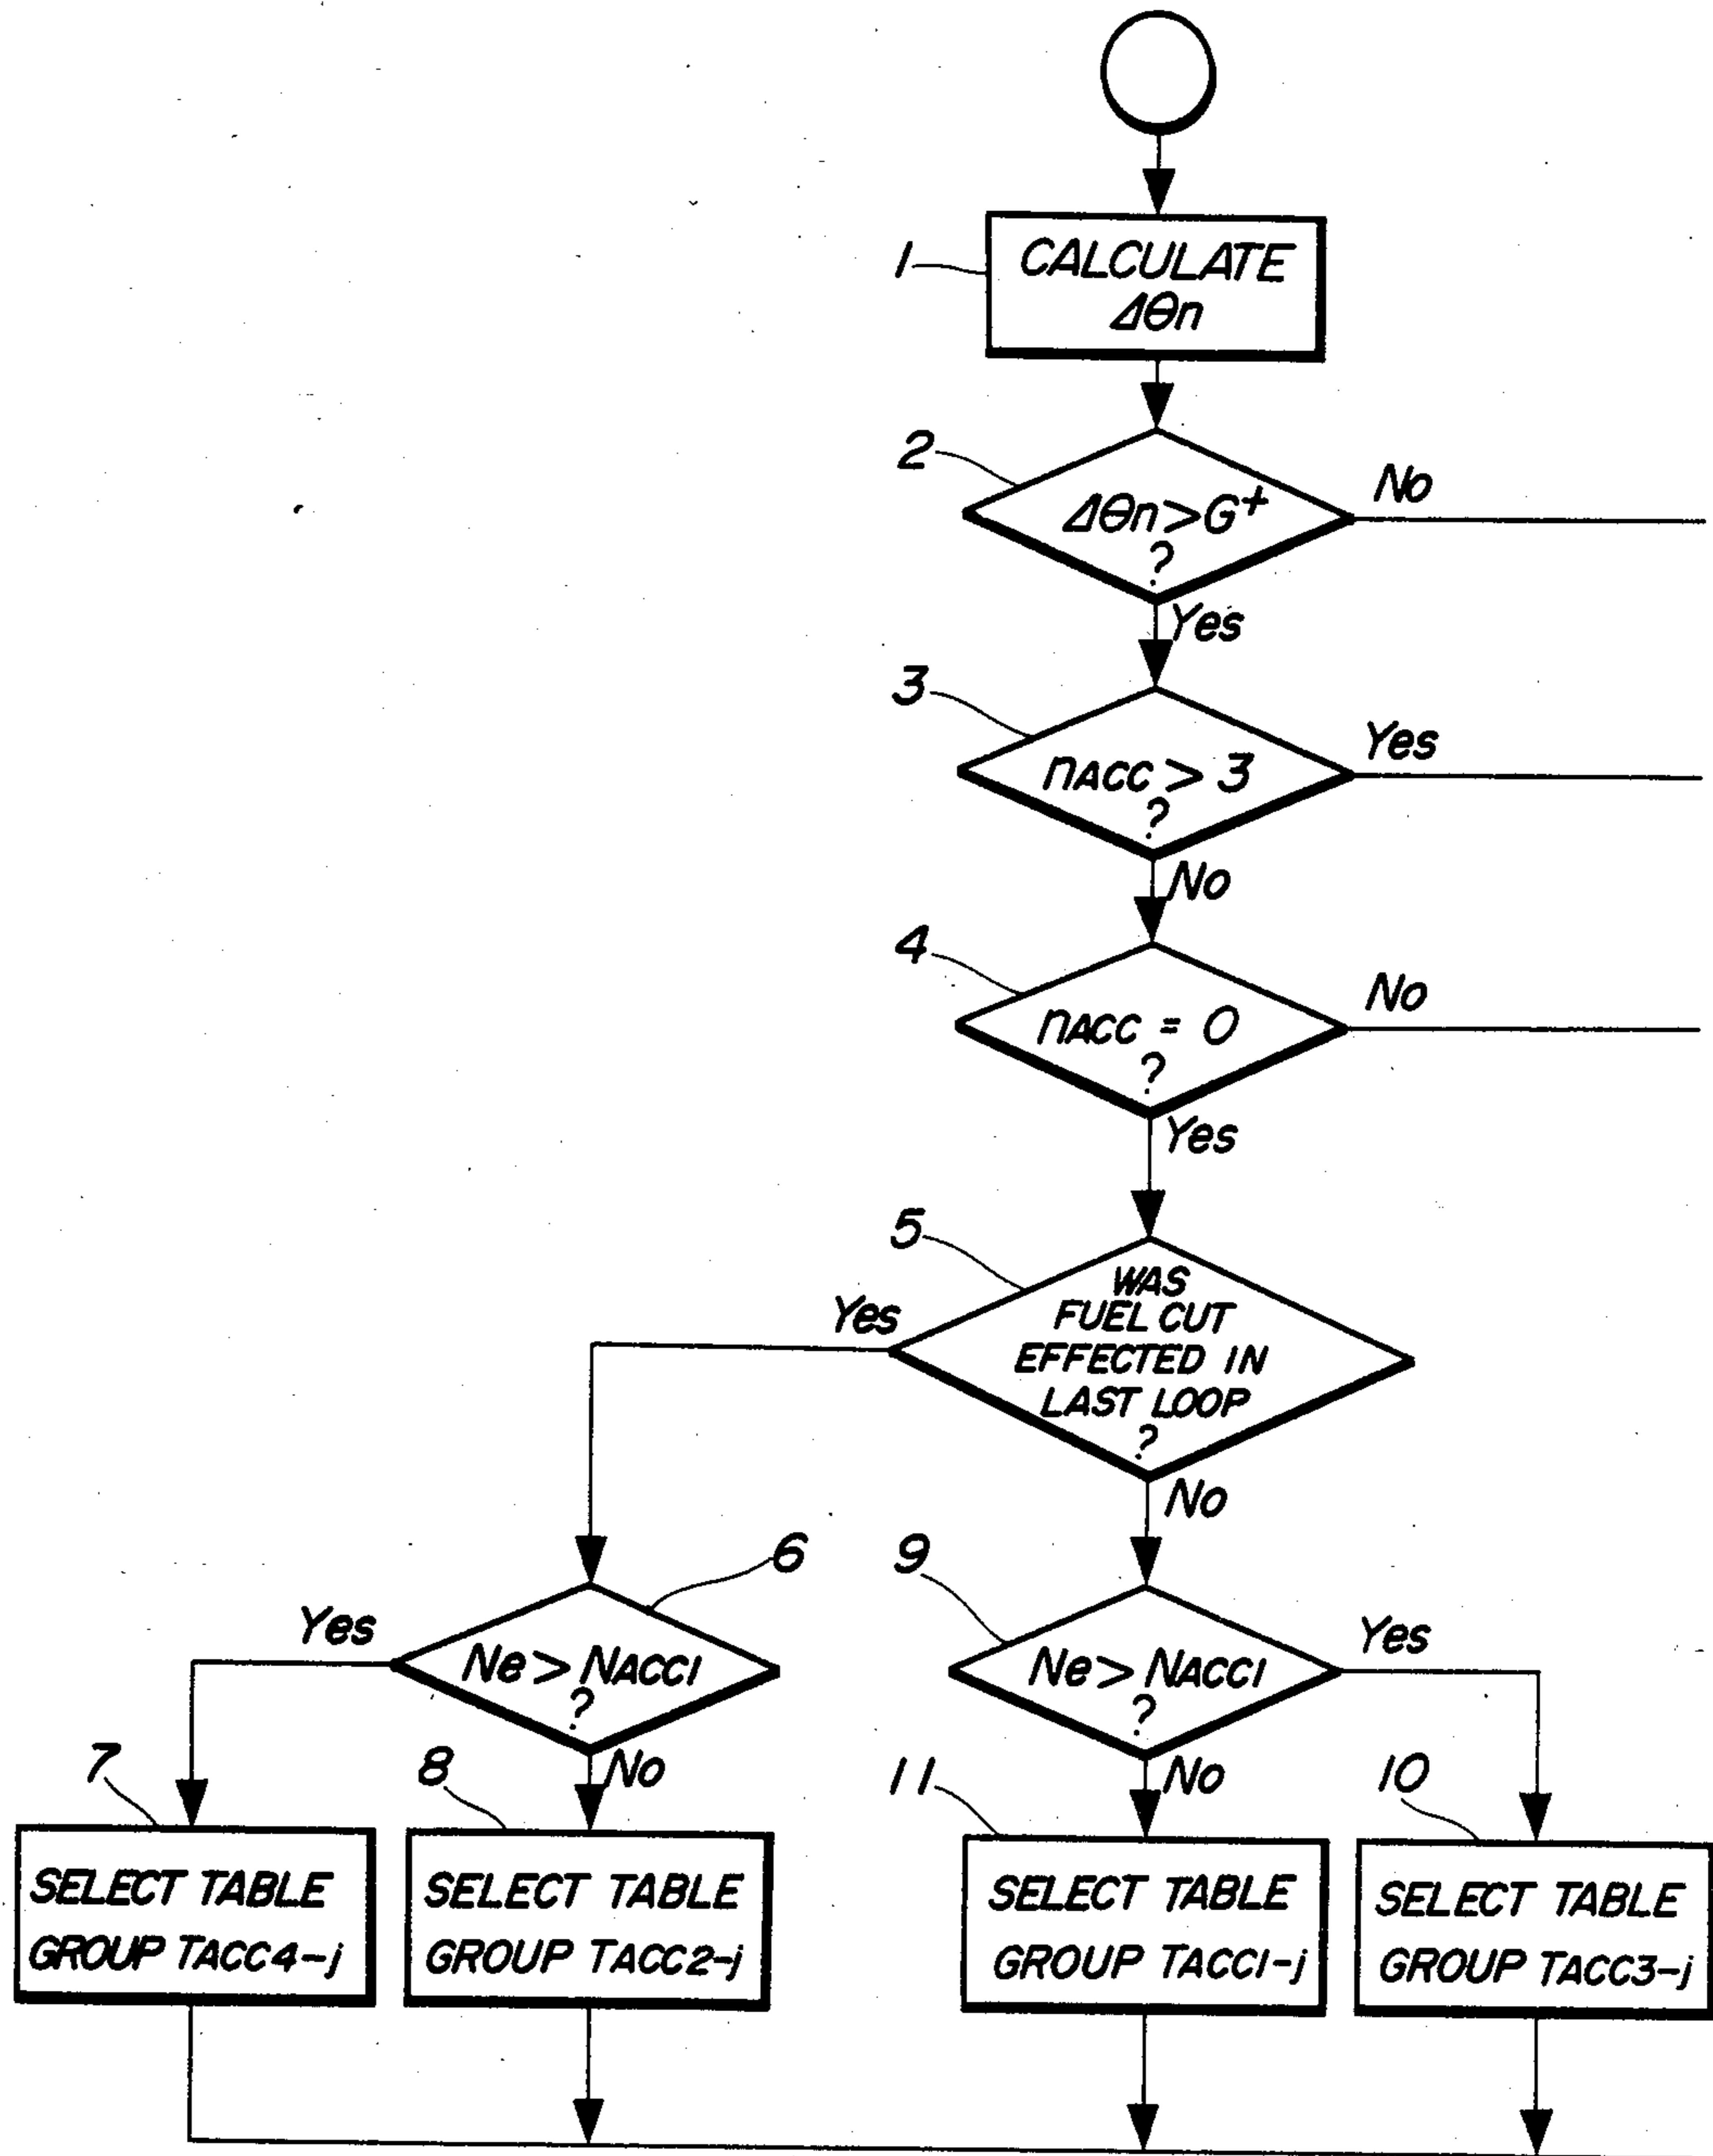 1
CALCULATE
ΔΘn
2
ΔΘn>G+
?
No
Yes
3
nACC > 3
?
Yes
No
4
nACC = 0
?
No
Yes
5
WAS
FUEL CUT
EFFECTED IN
LAST LOOP
?
Yes
No
6
Ne > NACC1
?
Yes
No
9
Ne > NACC1
?
Yes
No
7
SELECT TABLE
GROUP TACC4-j
8
SELECT TABLE
GROUP TACC2-j
11
SELECT TABLE
GROUP TACC1-j
10
SELECT TABLE
GROUP TACC3-j